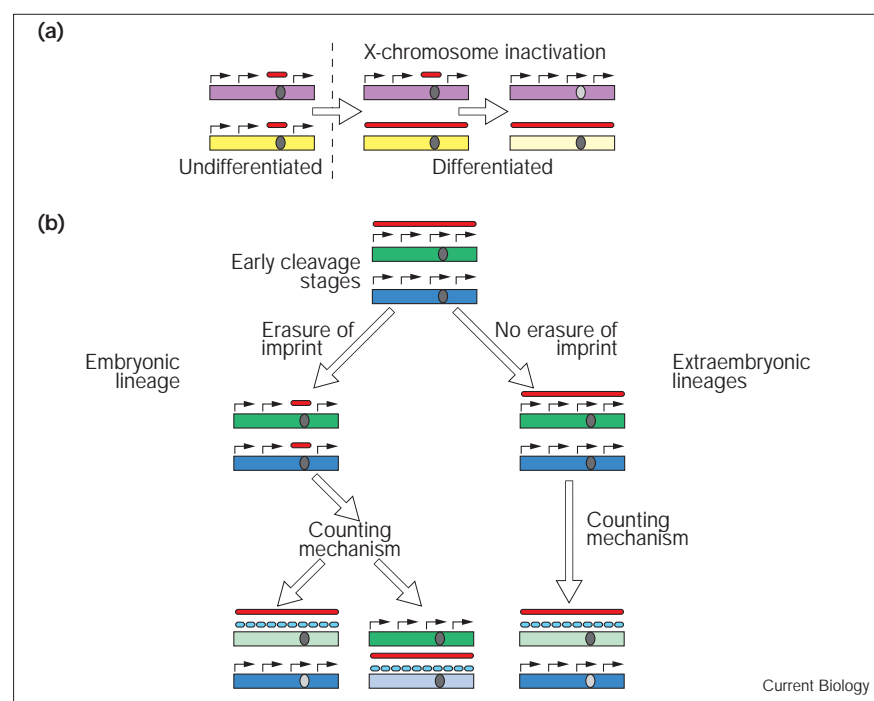 (a)
X-chromosome inactivation
Undifferentiated
Differentiated
(b)
Early cleavage
stages
Erasure of
imprint
No erasure of
imprint
Embryonic
lineage
Extraembryonic
lineages
Counting
mechanism
Counting
mechanism
Current Biology